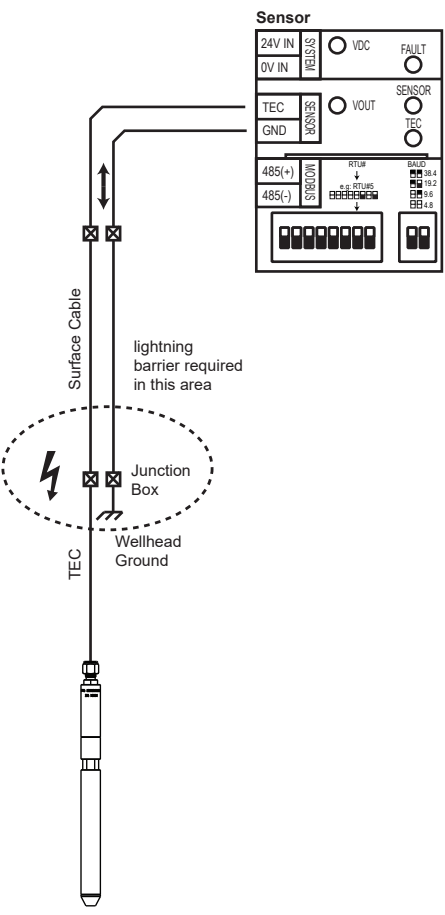 Sensor
24V IN
0V IN
SYSTEM
VDC
FAULT
TEC
GND
SENSOR
VOUT
SENSOR
TEC
485(+)
485(-)
MODBUS
RTU#
e.g: RTU#5
BAUD
38.4
19.2
9.6
4.8
Surface Cable
lightning
barrier required
in this area
Junction
Box
Wellhead
Ground
TEC